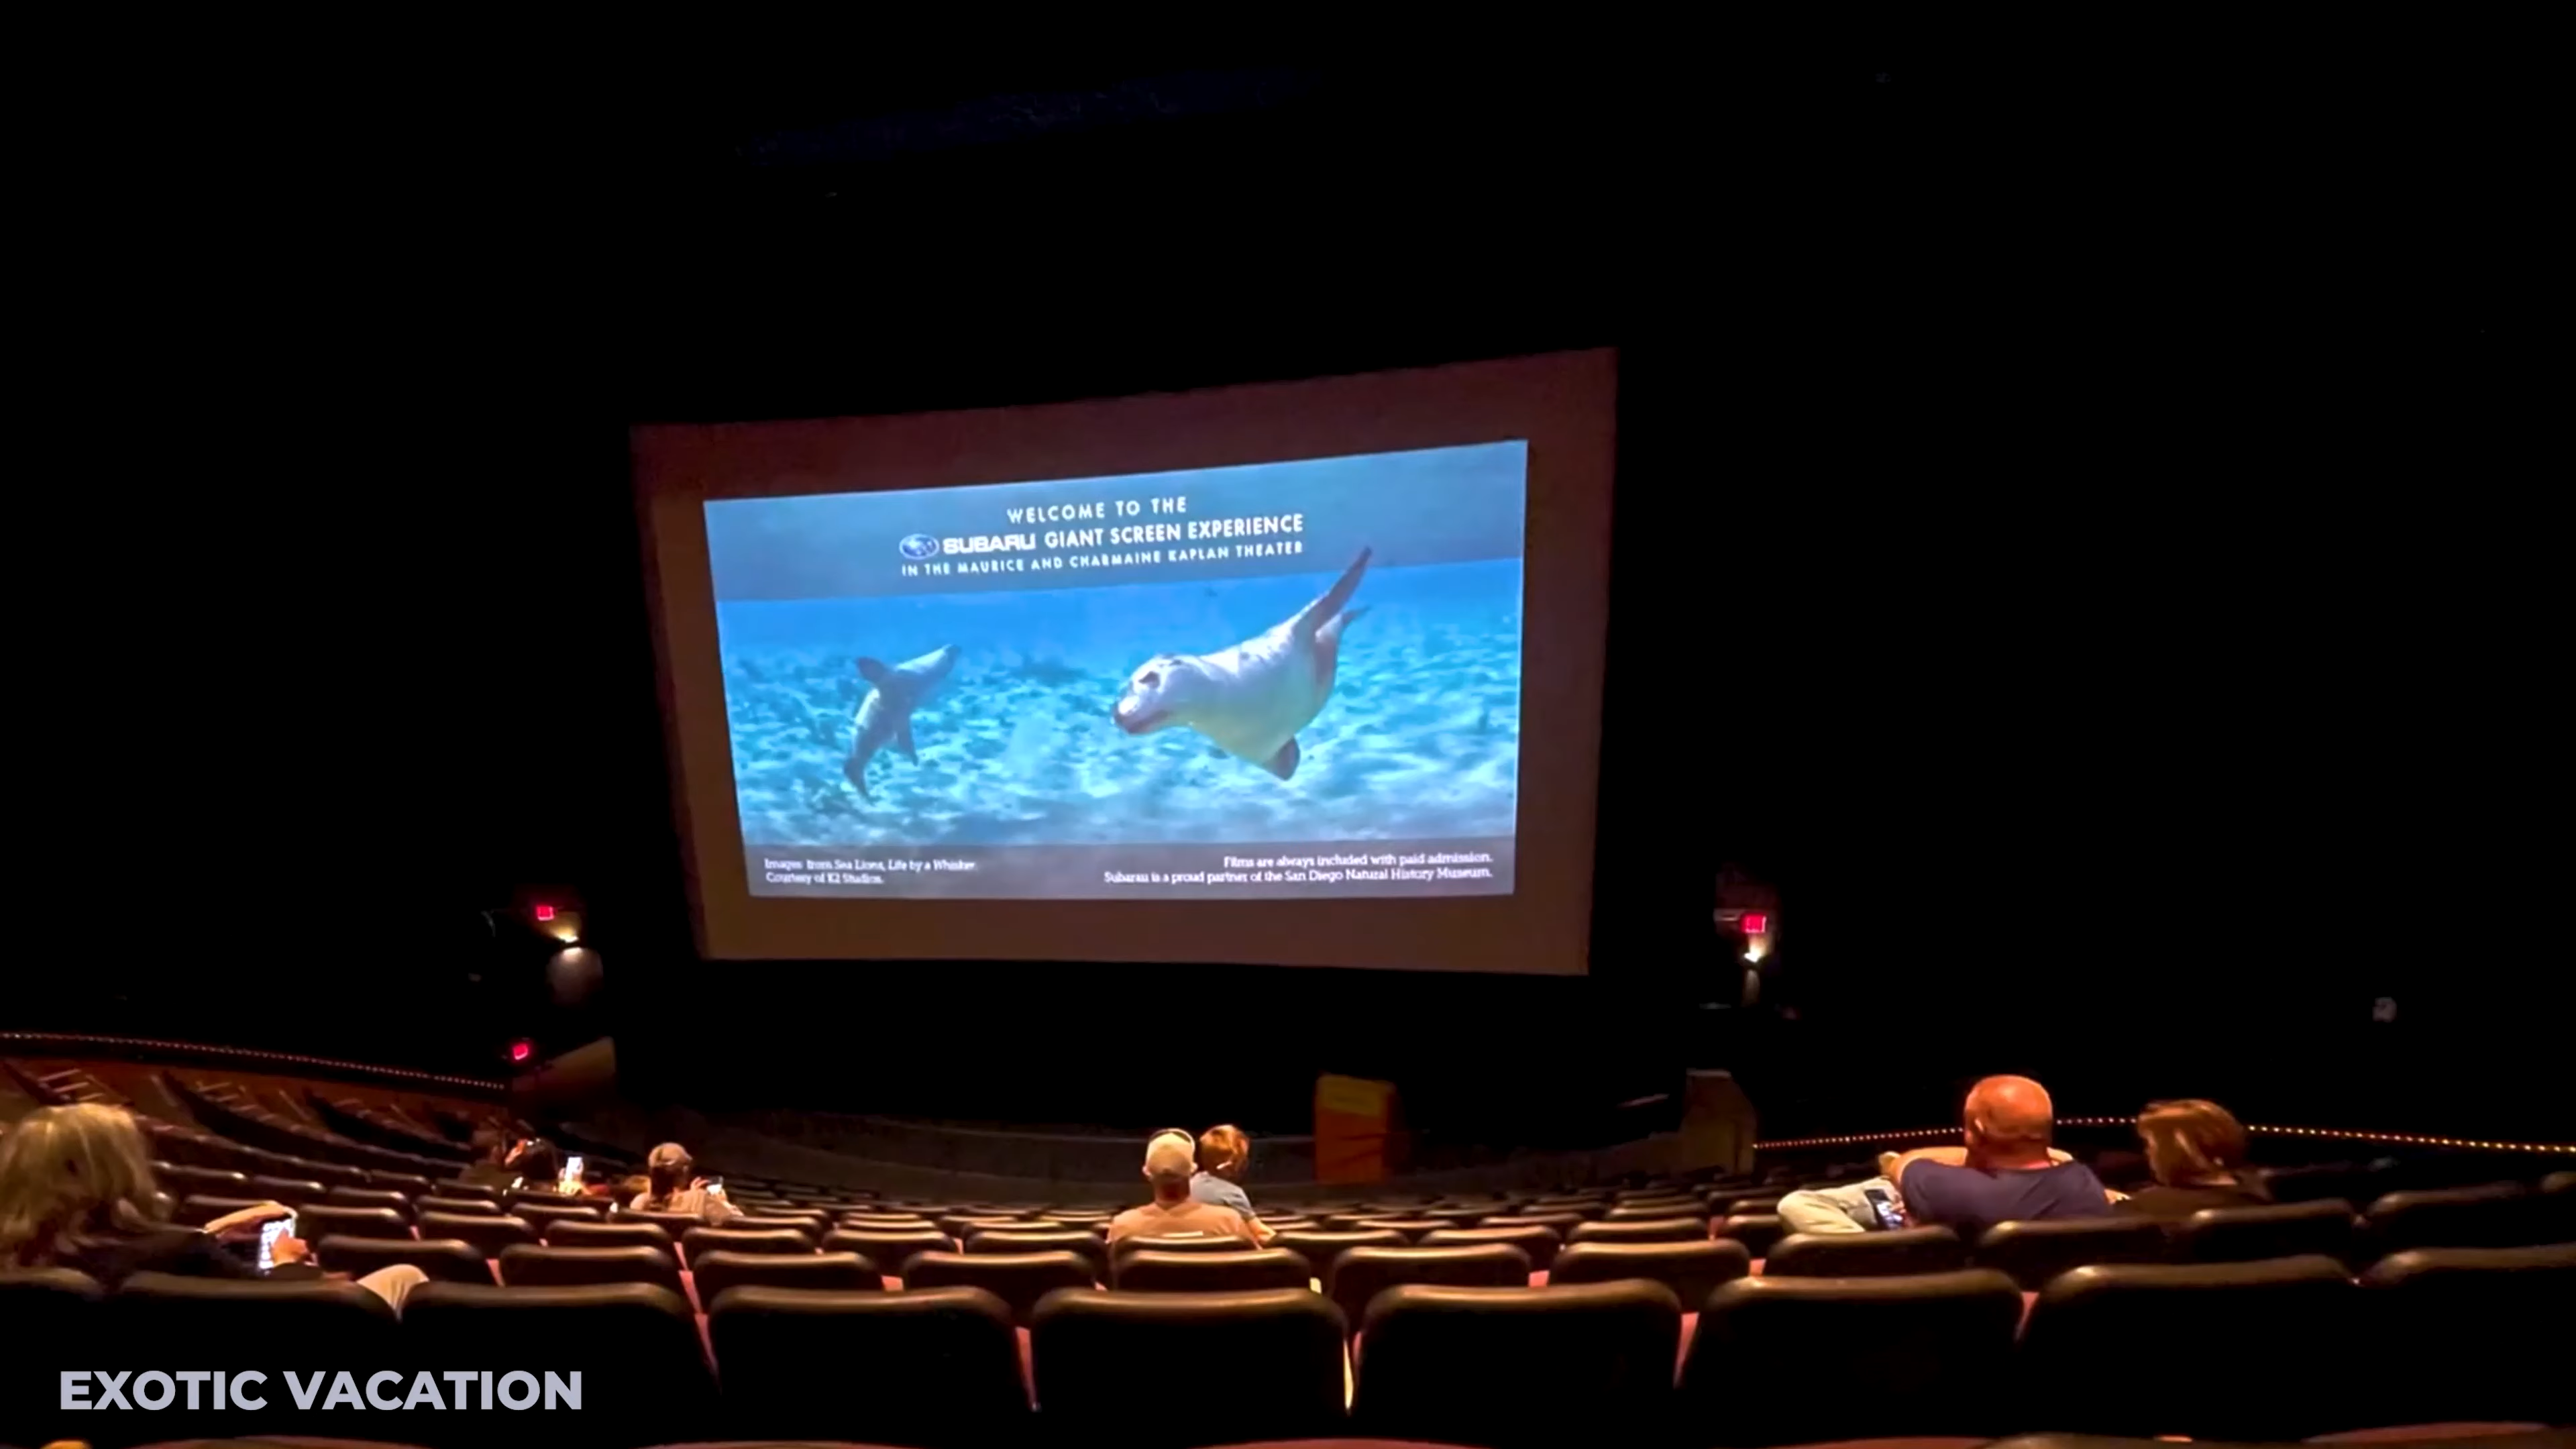 WELCOME TO THE
SUBARU GIANT SCREEN EXPERIENCE
IN THE MAURICE AND CHARMAINE KAPLAN THEATER
Images from Sea Lions, Life by a Whisker.
Courtesy of K2 Studios.
Films are always included with paid admission.
Subaru is a proud partner of the San Diego Natural History Museum.
EXOTIC VACATION